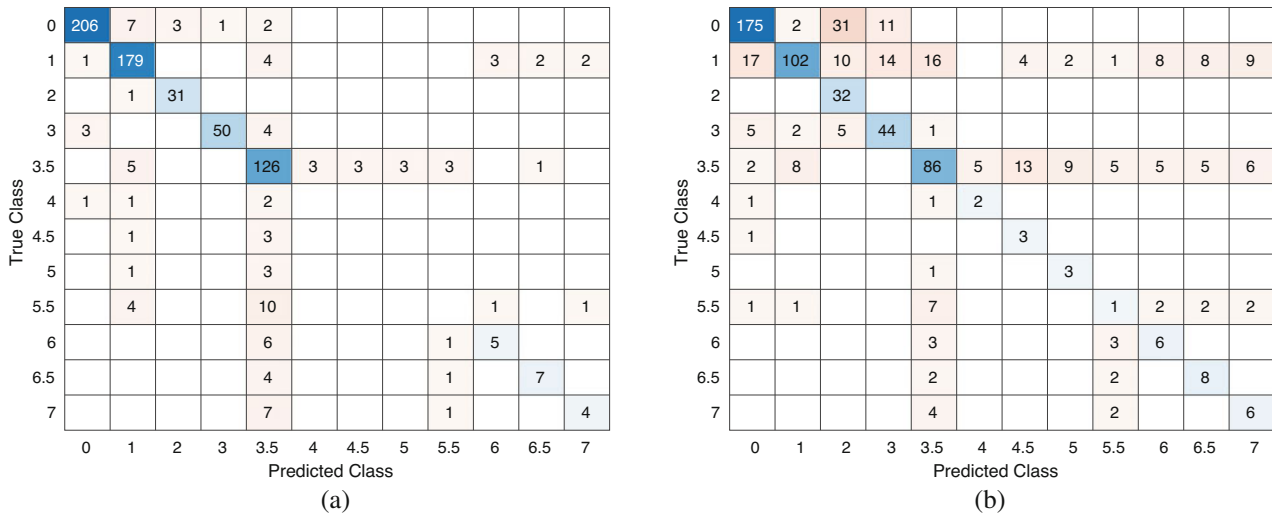 0 206 7 3 1 2
1 1 179 4 3 2 2
2 1 31
3 3 50 4
3.5 5 126 3 3 3 3 1
4 1 1 2
4.5 1 3
5 1 3
5.5 4 10 1 1
6 6 1 5
6.5 4 1 7
7 7 1 4
0 1 2 3 3.5 4 4.5 5 5.5 6 6.5 7
True Class
Predicted Class
(a)
0 175 2 31 11
1 17 102 10 14 16 4 2 1 8 8 9
2 32
3 5 2 5 44 1
3.5 2 8 86 5 13 9 5 5 5 6
4 1 1 2
4.5 1 3
5 1 3
5.5 1 1 7 1 2 2 2
6 3 3 6
6.5 2 2 8
7 4 2 6
0 1 2 3 3.5 4 4.5 5 5.5 6 6.5 7
True Class
Predicted Class
(b)